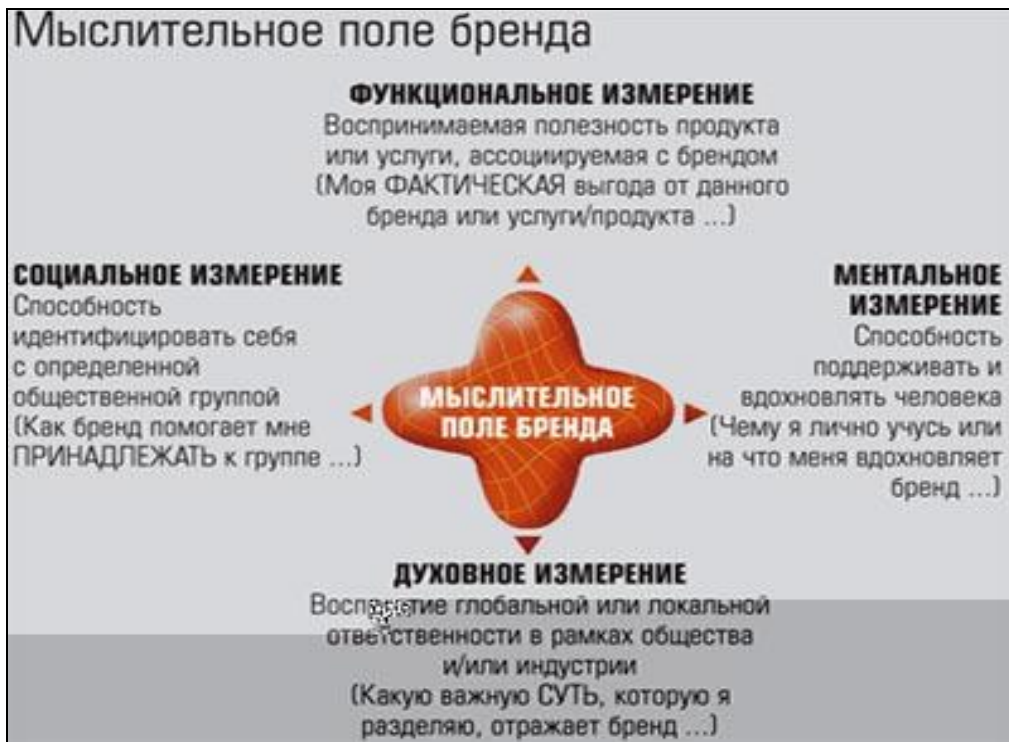 Мыслительное поле бренда
ФУНКЦИОНАЛЬНОЕ ИЗМЕРЕНИЕ
Воспринимаемая полезность продукта
или услуги, ассоциируемая с брендом
(Моя ФАКТИЧЕСКАЯ выгода от данного
бренда или услуги/продукта ...)
СОЦИАЛЬНОЕ ИЗМЕРЕНИЕ
Способность
идентифицировать себя
с определенной
общественной группой
(Как бренд помогает мне
ПРИНАДЛЕЖАТЬ к группе ...)
МЫСЛИТЕЛЬНОЕ
ПОЛЕ БРЕНДА
МЕНТАЛЬНОЕ
ИЗМЕРЕНИЕ
Способность
поддерживать и
вдохновлять человека
(Чему я лично учусь или
на что меня вдохновляет
бренд ...)
ДУХОВНОЕ ИЗМЕРЕНИЕ
Восприятие глобальной или локальной
ответственности в рамках общества
и/или индустрии
(Какую важную СУТЬ, которую я
разделяю, отражает бренд ...)